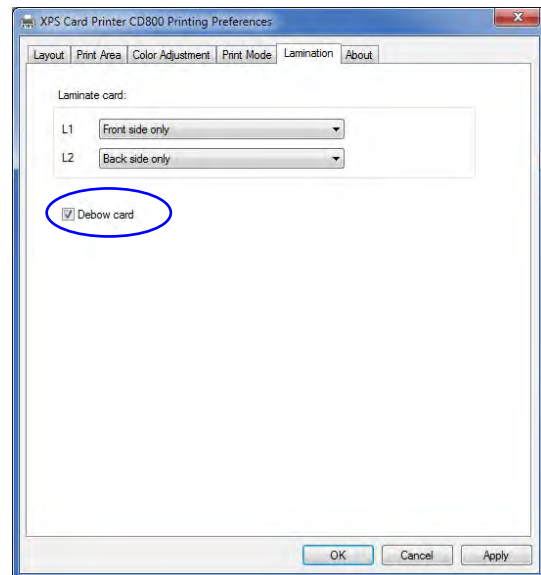 XPS Card Printer CD800 Printing Preferences
Layout Print Area Color Adjustment Print Mode Lamination About
Laminate card:
L1 Front side only
L2 Back side only
Debow card
OK Cancel Apply